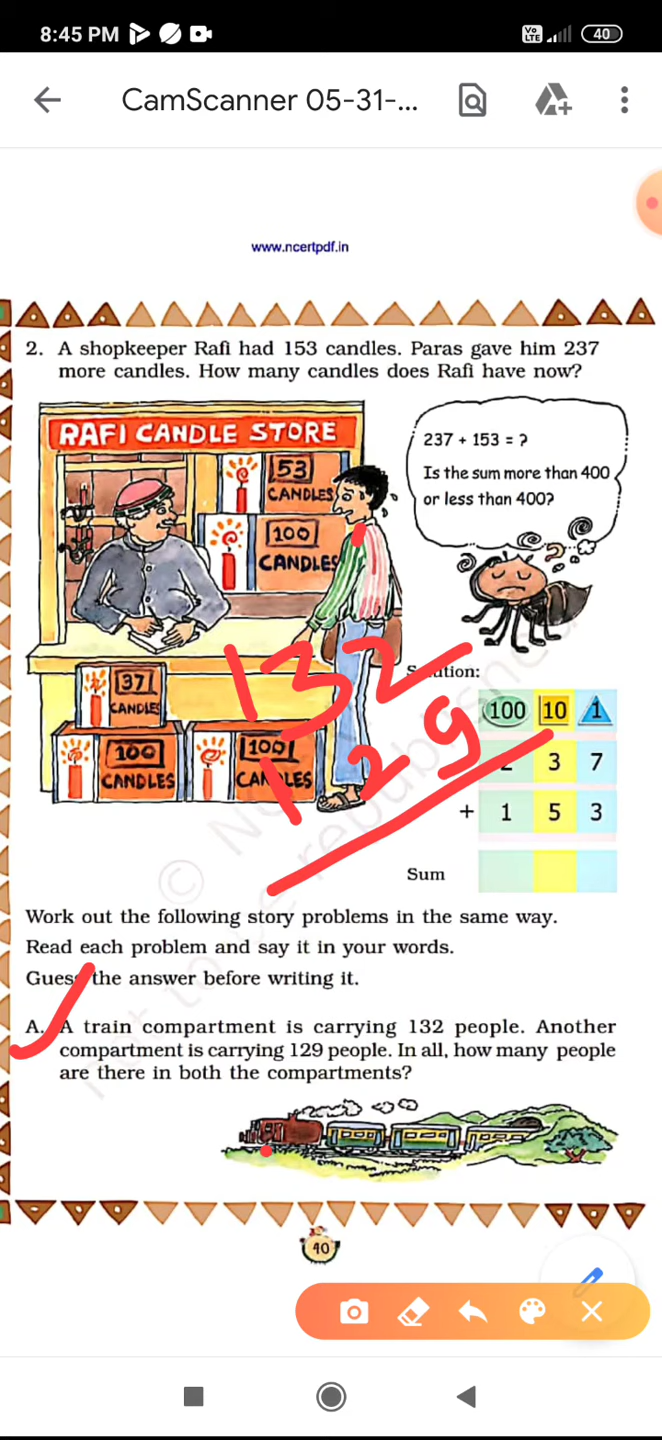 8:45 PM
Vo LTE 40
CamScanner 05-31-...
www.ncertpdf.in
2. A shopkeeper Rafi had 153 candles. Paras gave him 237
more candles. How many candles does Rafi have now?
RAFI CANDLE STORE
53
CANDLES
100
CANDLES
37
CANDLES
100
CANDLES
100
CANDLES
237 + 153 = ?
Is the sum more than 400
or less than 400?
?
132
129
100 10 1
2 3 7
+ 1 5 3
Sum
Work out the following story problems in the same way.
Read each problem and say it in your words.
Guess the answer before writing it.
A. A train compartment is carrying 132 people. Another
compartment is carrying 129 people. In all, how many people
are there in both the compartments?
40